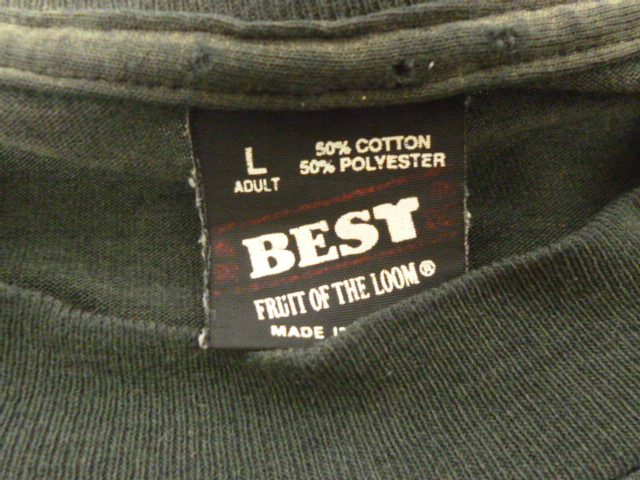 L
ADULT
50% COTTON
50% POLYESTER
BEST
FRUIT OF THE LOOM®
MADE